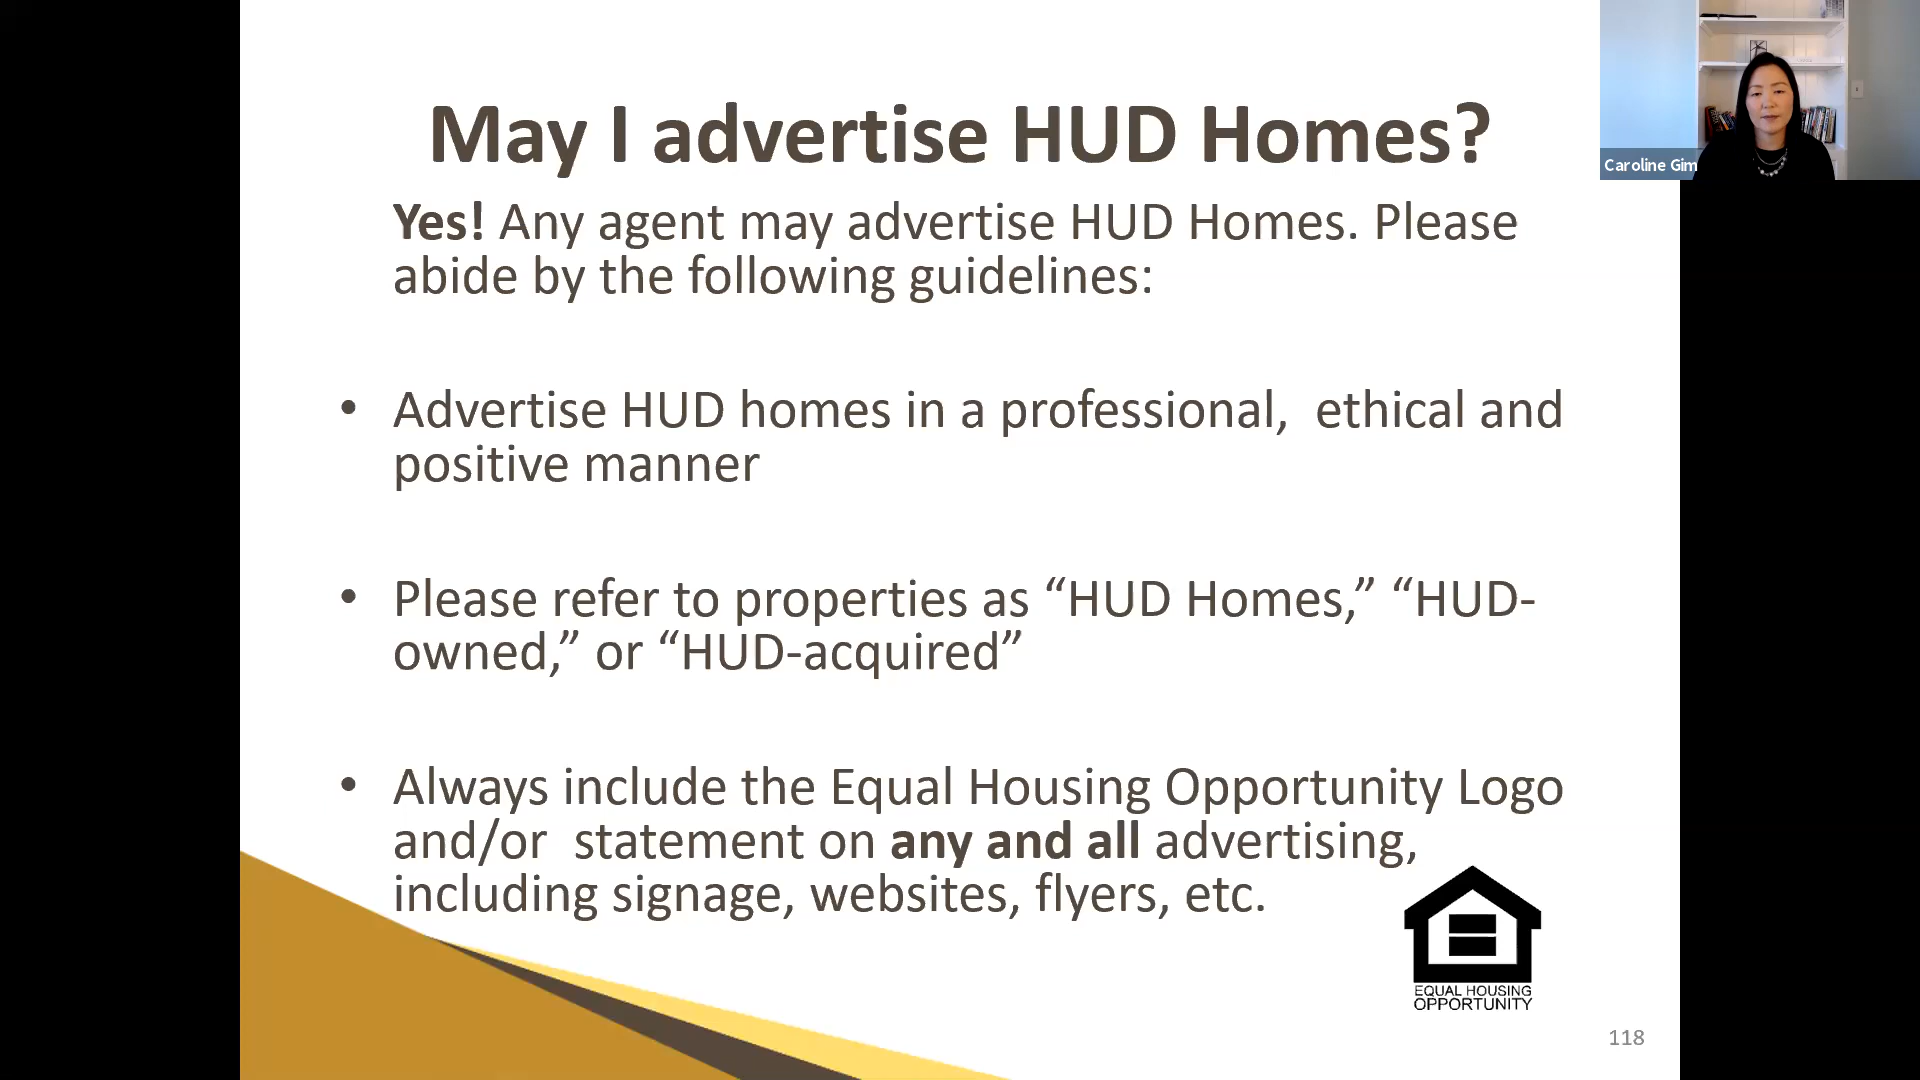 May I advertise HUD Homes?
Caroline Gim
Yes! Any agent may advertise HUD Homes. Please
abide by the following guidelines:
• Advertise HUD homes in a professional,  ethical and
positive manner
• Please refer to properties as “HUD Homes,” “HUD-
owned,” or “HUD-acquired”
• Always include the Equal Housing Opportunity Logo
and/or  statement on any and all advertising,
including signage, websites, flyers, etc.
EQUAL HOUSING
OPPORTUNITY
118